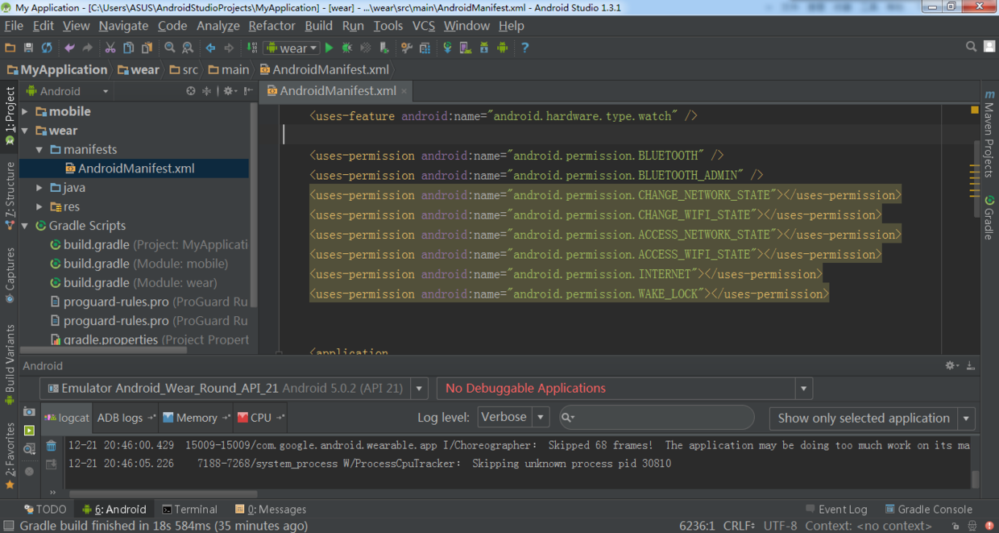 My Application - [C:\Users\ASUS\AndroidStudioProjects\MyApplication] - [wear] - ...\wear\src\main\AndroidManifest.xml - Android Studio 1.3.1
File Edit View Navigate Code Analyze Refactor Build Run Tools VCS Window Help
wear
MyApplication wear src main AndroidManifest.xml
Android
AndroidManifest.xml
1: Project
Z: Structure
Captures
Build Variants
2: Favorites
mobile
wear
manifests
AndroidManifest.xml
java
res
Gradle Scripts
build.gradle (Project: MyApplicati
build.gradle (Module: mobile)
build.gradle (Module: wear)
proguard-rules.pro (ProGuard Ru
proguard-rules.pro (ProGuard Ru
gradle.properties (Project Propert
<uses-feature android:name="android.hardware.type.watch" />
<uses-permission android:name="android.permission.BLUETOOTH" />
<uses-permission android:name="android.permission.BLUETOOTH_ADMIN" />
<uses-permission android:name="android.permission.CHANGE_NETWORK_STATE"></uses-permission>
<uses-permission android:name="android.permission.CHANGE_WIFI_STATE"></uses-permission>
<uses-permission android:name="android.permission.ACCESS_NETWORK_STATE"></uses-permission>
<uses-permission android:name="android.permission.ACCESS_WIFI_STATE"></uses-permission>
<uses-permission android:name="android.permission.INTERNET"></uses-permission>
<uses-permission android:name="android.permission.WAKE_LOCK"></uses-permission>
<application
m Maven Projects
Gradle
Android
Emulator Android_Wear_Round_API_21 Android 5.0.2 (API 21)
No Debuggable Applications
logcat ADB logs Memory CPU Log level: Verbose Show only selected application
12-21 20:46:00.429 15009-15009/com.google.android.wearable.app I/Choreographer: Skipped 68 frames! The application may be doing too much work on its ma
12-21 20:46:05.226 7188-7268/system_process W/ProcessCpuTracker: Skipping unknown process pid 30810
TODO 6: Android Terminal 0: Messages Event Log Gradle Console
Gradle build finished in 18s 584ms (35 minutes ago) 6236:1 CRLF UTF-8 Context: <no context>